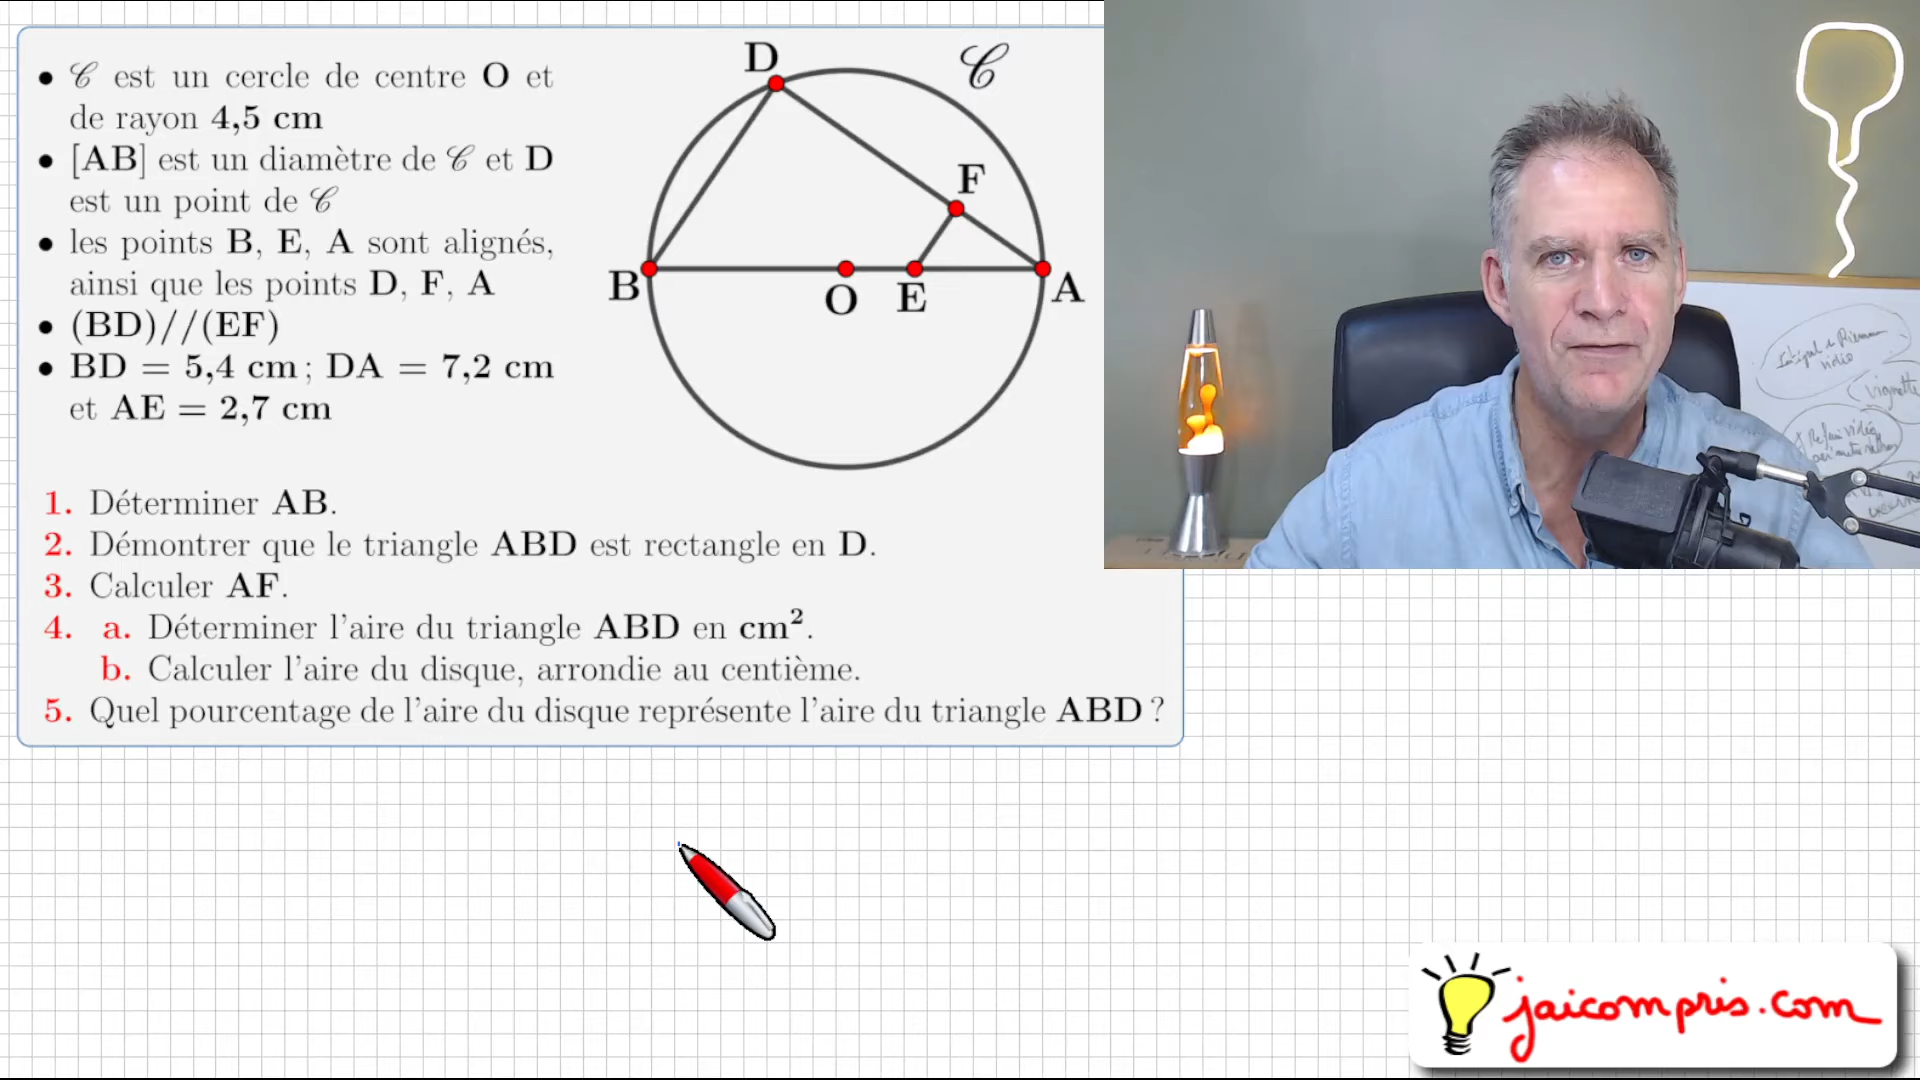 • 𝒞 est un cercle de centre O et
de rayon 4,5 cm
• [AB] est un diamètre de 𝒞 et D
est un point de 𝒞
• les points B, E, A sont alignés,
ainsi que les points D, F, A
• (BD)//(EF)
• BD = 5,4 cm ; DA = 7,2 cm
et AE = 2,7 cm
D
𝒞
F
B
O
E
A
1. Déterminer AB.
2. Démontrer que le triangle ABD est rectangle en D.
3. Calculer AF.
4. a. Déterminer l'aire du triangle ABD en cm².
b. Calculer l'aire du disque, arrondie au centième.
5. Quel pourcentage de l'aire du disque représente l'aire du triangle ABD ?
vidéo
(vignette
jaicompris.com